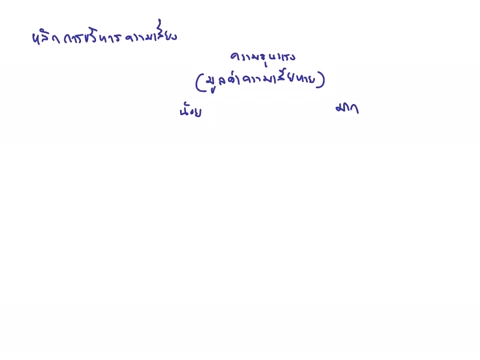 หลักการบริหารความเสี่ยง
ความรุนแรง
(มูลค่าความเสียหาย)
น้อย มาก